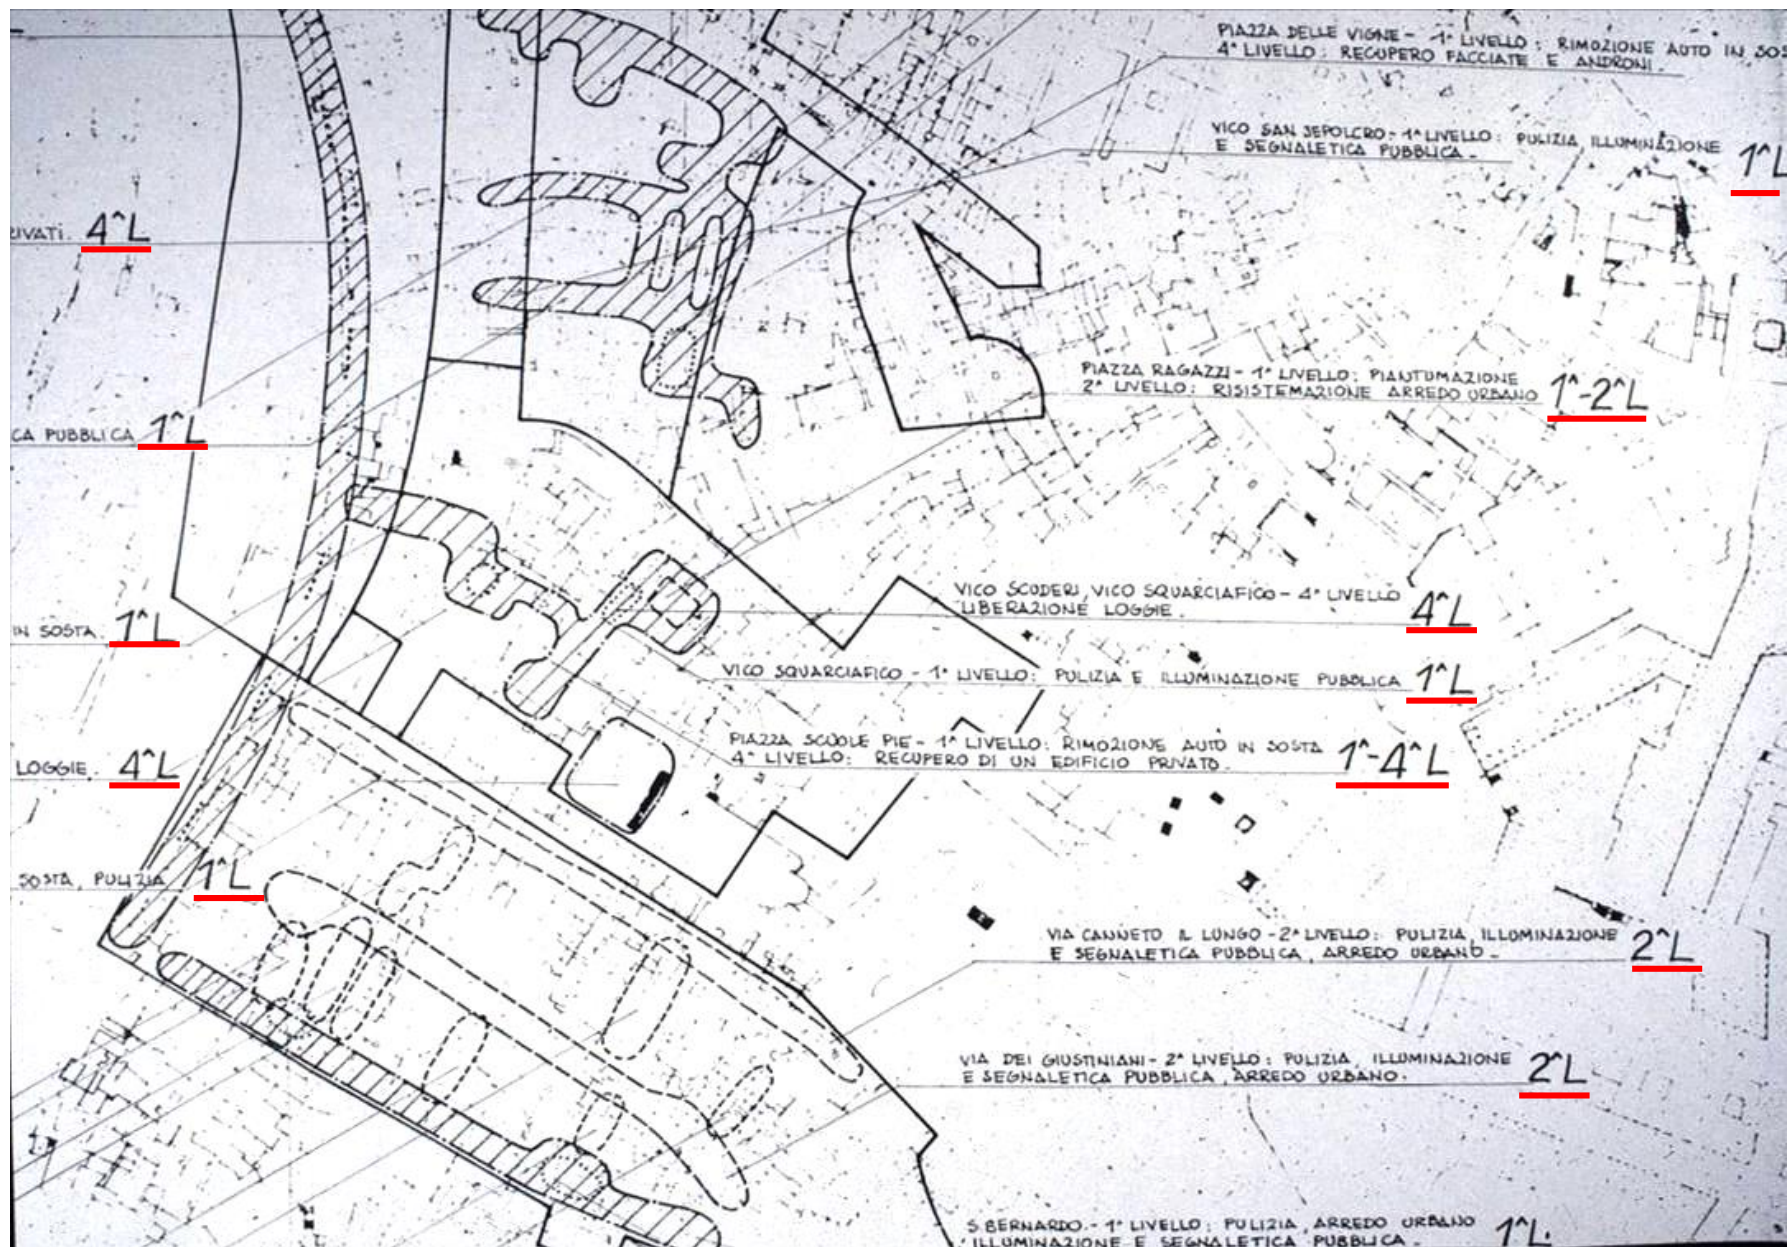 PIAZZA DELLE VIGNE - 1^ LIVELLO : RIMOZIONE AUTO IN SOS
4^ LIVELLO : RECUPERO FACCIATE E ANDRONI.
VICO SAN SEPOLCRO - 1^ LIVELLO : PULIZIA, ILLUMINAZIONE
E SEGNALETICA PUBBLICA - 1^L
IVATI. 4^L
PIAZZA RAGAZZI - 1^ LIVELLO : PIANTUMAZIONE
2^ LIVELLO : RISISTEMAZIONE ARREDO URBANO 1^-2^L
CA PUBBLICA 1^L
VICO SCUDERI, VICO SQUARCIAFICO - 4^ LIVELLO
LIBERAZIONE LOGGIE. 4^L
IN SOSTA. 1^L
VICO SQUARCIAFICO - 1^ LIVELLO : PULIZIA E ILLUMINAZIONE PUBBLICA 1^L
PIAZZA SCUOLE PIE - 1^ LIVELLO : RIMOZIONE AUTO IN SOSTA
4^ LIVELLO : RECUPERO DI UN EDIFICIO PRIVATO. 1^-4^L
LOGGIE. 4^L
SOSTA, PULIZIA 1^L
VIA CANNETO IL LUNGO - 2^ LIVELLO : PULIZIA, ILLUMINAZIONE
E SEGNALETICA PUBBLICA, ARREDO URBANO - 2^L
VIA DEI GIUSTINIANI - 2^ LIVELLO : PULIZIA, ILLUMINAZIONE
E SEGNALETICA PUBBLICA, ARREDO URBANO. 2^L
S. BERNARDO - 1^ LIVELLO : PULIZIA, ARREDO URBANO
ILLUMINAZIONE E SEGNALETICA PUBBLICA - 1^L.